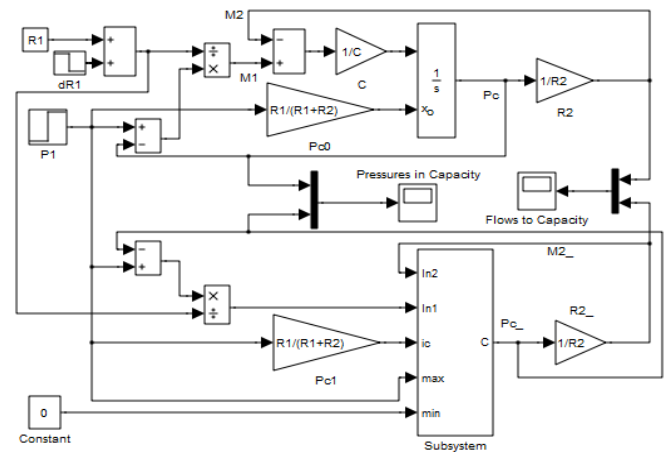 M2
R1
+
+
÷
×
M1
−
+
1/C
C
1
s
xo
Pc
1/R2
R2
dR1
R1/(R1+R2)
Pc0
P1
+
−
Pressures in Capacity
Flows to Capacity
M2_
−
+
×
÷
In2
In1
ic
max
min
C
R1/(R1+R2)
Pc1
Pc_
R2_
1/R2
0
Constant
Subsystem